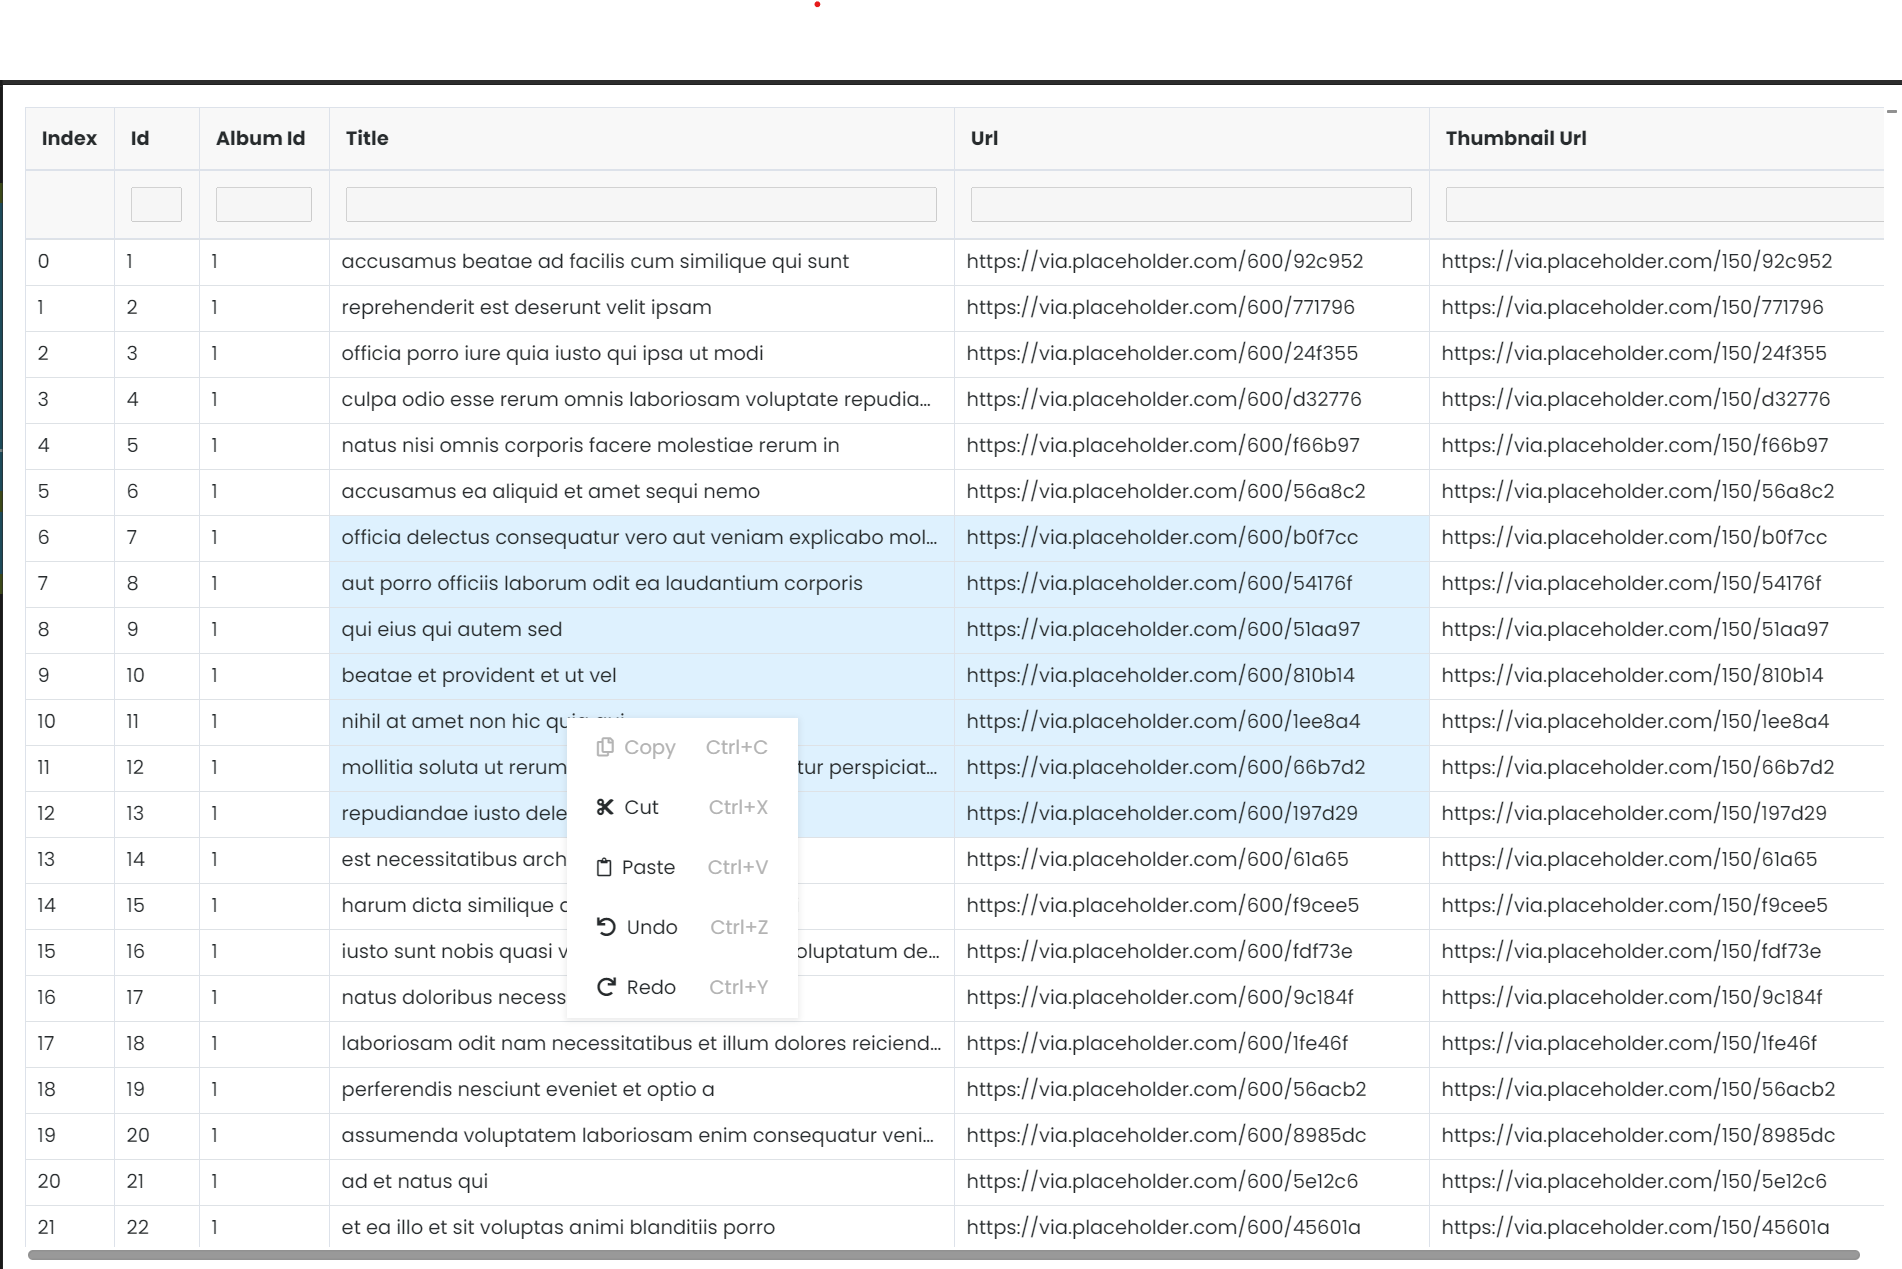 Index Id Album Id Title Url Thumbnail Url
0 1 1 accusamus beatae ad facilis cum similique qui sunt https://via.placeholder.com/600/92c952 https://via.placeholder.com/150/92c952
1 2 1 reprehenderit est deserunt velit ipsam https://via.placeholder.com/600/771796 https://via.placeholder.com/150/771796
2 3 1 officia porro iure quia iusto qui ipsa ut modi https://via.placeholder.com/600/24f355 https://via.placeholder.com/150/24f355
3 4 1 culpa odio esse rerum omnis laboriosam voluptate repudia... https://via.placeholder.com/600/d32776 https://via.placeholder.com/150/d32776
4 5 1 natus nisi omnis corporis facere molestiae rerum in https://via.placeholder.com/600/f66b97 https://via.placeholder.com/150/f66b97
5 6 1 accusamus ea aliquid et amet sequi nemo https://via.placeholder.com/600/56a8c2 https://via.placeholder.com/150/56a8c2
6 7 1 officia delectus consequatur vero aut veniam explicabo mol... https://via.placeholder.com/600/b0f7cc https://via.placeholder.com/150/b0f7cc
7 8 1 aut porro officiis laborum odit ea laudantium corporis https://via.placeholder.com/600/54176f https://via.placeholder.com/150/54176f
8 9 1 qui eius qui autem sed https://via.placeholder.com/600/51aa97 https://via.placeholder.com/150/51aa97
9 10 1 beatae et provident et ut vel https://via.placeholder.com/600/810b14 https://via.placeholder.com/150/810b14
10 11 1 nihil at amet non hic https://via.placeholder.com/600/1ee8a4 https://via.placeholder.com/150/1ee8a4
Copy Ctrl+C
11 12 1 mollitia soluta ut rerum tur perspiciat... https://via.placeholder.com/600/66b7d2 https://via.placeholder.com/150/66b7d2
Cut Ctrl+X
12 13 1 repudiandae iusto dele https://via.placeholder.com/600/197d29 https://via.placeholder.com/150/197d29
13 14 1 est necessitatibus arch https://via.placeholder.com/600/61a65 https://via.placeholder.com/150/61a65
Paste Ctrl+V
14 15 1 harum dicta similique https://via.placeholder.com/600/f9cee5 https://via.placeholder.com/150/f9cee5
Undo Ctrl+Z
15 16 1 iusto sunt nobis quasi v oluptatum de... https://via.placeholder.com/600/fdf73e https://via.placeholder.com/150/fdf73e
Redo Ctrl+Y
16 17 1 natus doloribus necess https://via.placeholder.com/600/9c184f https://via.placeholder.com/150/9c184f
17 18 1 laboriosam odit nam necessitatibus et illum dolores reiciend... https://via.placeholder.com/600/1fe46f https://via.placeholder.com/150/1fe46f
18 19 1 perferendis nesciunt eveniet et optio a https://via.placeholder.com/600/56acb2 https://via.placeholder.com/150/56acb2
19 20 1 assumenda voluptatem laboriosam enim consequatur veni... https://via.placeholder.com/600/8985dc https://via.placeholder.com/150/8985dc
20 21 1 ad et natus qui https://via.placeholder.com/600/5e12c6 https://via.placeholder.com/150/5e12c6
21 22 1 et ea illo et sit voluptas animi blanditiis porro https://via.placeholder.com/600/45601a https://via.placeholder.com/150/45601a